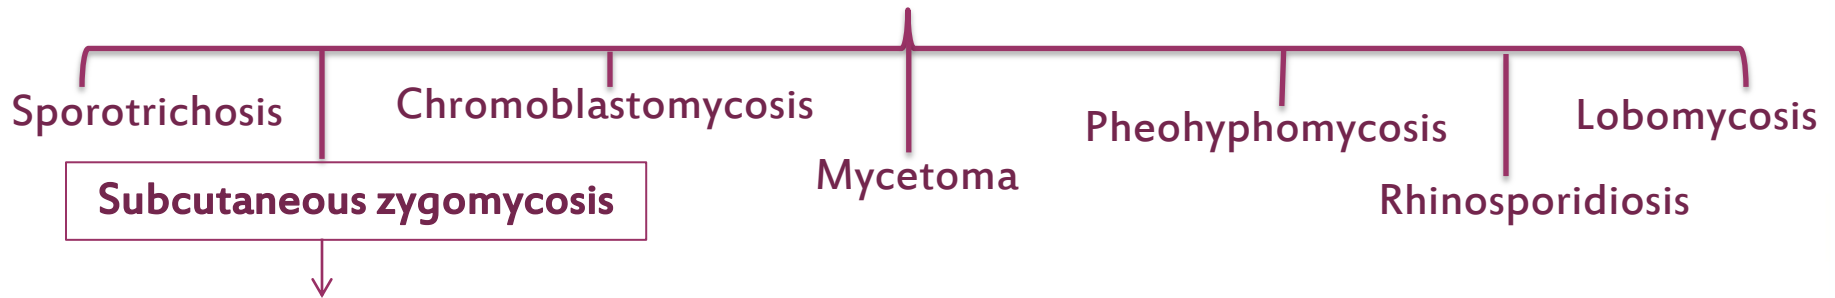 Sporotrichosis
Chromoblastomycosis
Pheohyphomycosis
Lobomycosis
Subcutaneous zygomycosis
Mycetoma
Rhinosporidiosis